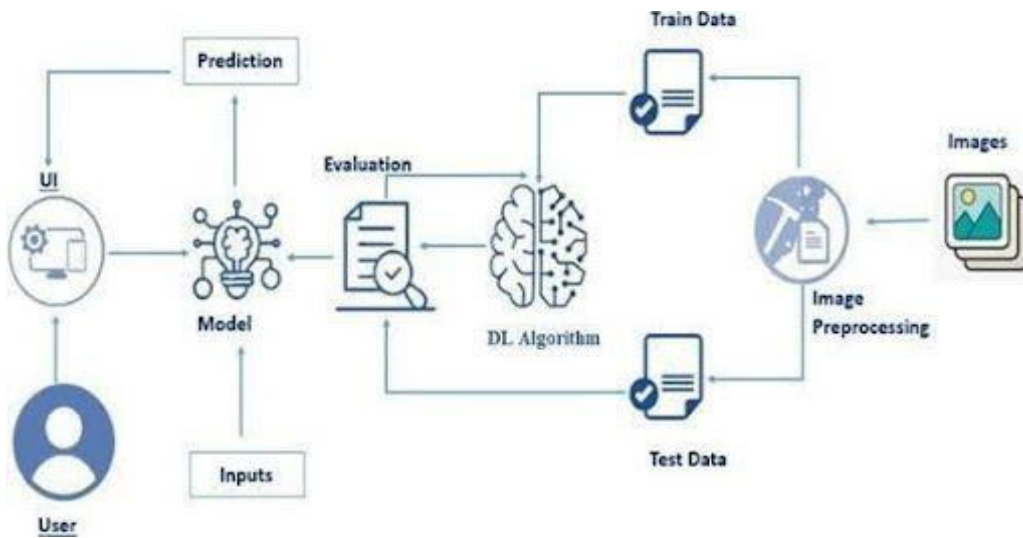 Train Data
Prediction
Images
Evaluation
UI
Image
Preprocessing
Model
DL Algorithm
Test Data
Inputs
User